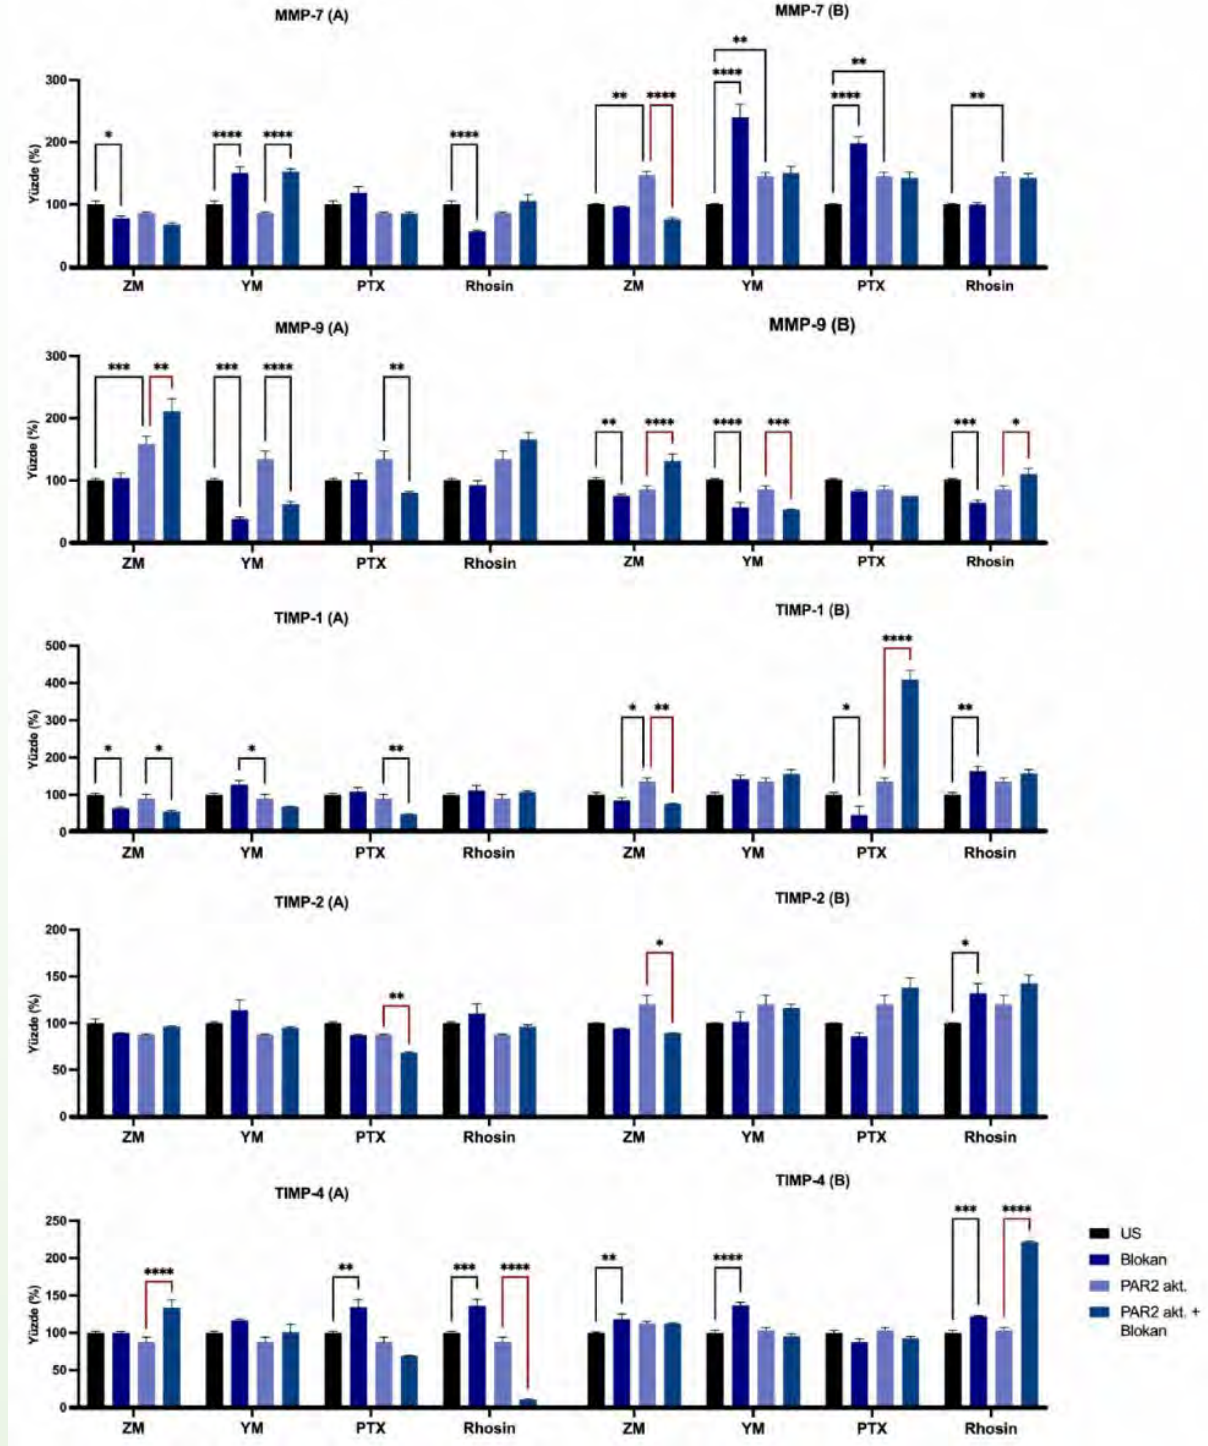 MMP-7 (A)
MMP-7 (B)
Yüzde (%)
300
200
100
0
* **** **** **** ** **** **** ** **** ** **
ZM YM PTX Rhosin ZM YM PTX Rhosin
MMP-9 (A)
MMP-9 (B)
Yüzde (%)
300
200
100
0
*** ** *** **** ** ** **** **** *** *** *
ZM YM PTX Rhosin ZM YM PTX Rhosin
TIMP-1 (A)
TIMP-1 (B)
Yüzde (%)
500
400
300
200
100
0
* * * ** * ** * **** **
ZM YM PTX Rhosin ZM YM PTX Rhosin
TIMP-2 (A)
TIMP-2 (B)
Yüzde (%)
200
150
100
50
0
** * *
ZM YM PTX Rhosin ZM YM PTX Rhosin
TIMP-4 (A)
TIMP-4 (B)
Yüzde (%)
250
200
150
100
50
0
**** ** *** **** ** **** *** ****
ZM YM PTX Rhosin ZM YM PTX Rhosin
US
Blokan
PAR2 akt.
PAR2 akt. +
Blokan